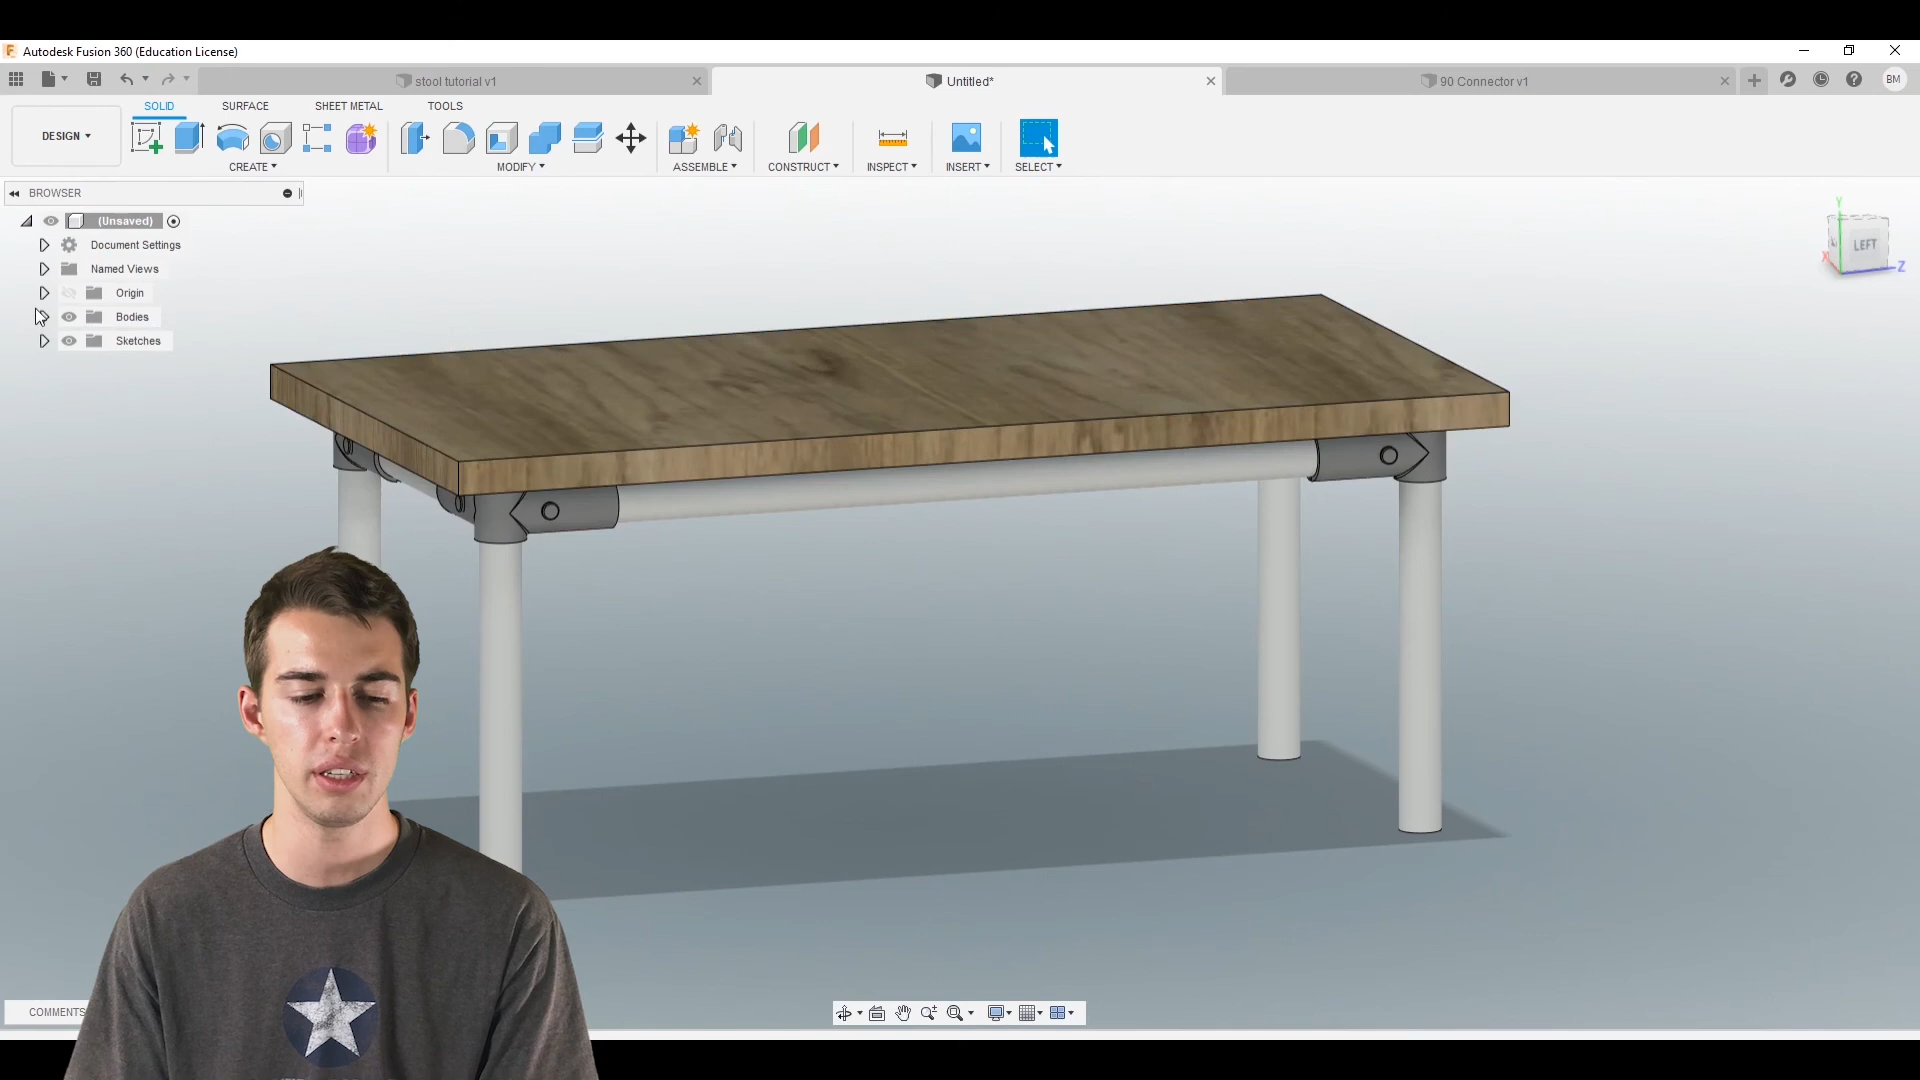 Autodesk Fusion 360 (Education License)
stool tutorial v1
Untitled*
90 Connector v1
BM
DESIGN
SOLID
SURFACE
SHEET METAL
TOOLS
CREATE
MODIFY
ASSEMBLE
CONSTRUCT
INSPECT
INSERT
SELECT
BROWSER
(Unsaved)
Document Settings
Named Views
Origin
Bodies
Sketches
Y
LEFT
X
Z
COMMENTS